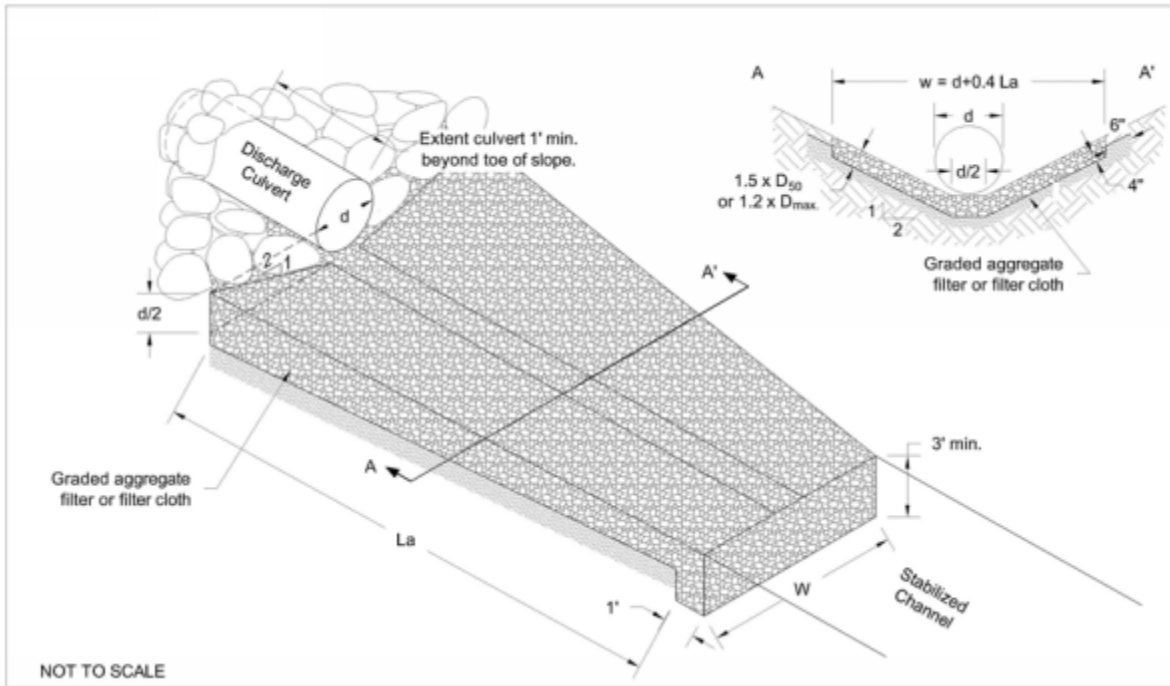 A
w = d+0.4 La
A'
d
6"
d/2
4"
1.5 x D50
or 1.2 x Dmax.
1
2
Graded aggregate
filter or filter cloth
Extent culvert 1' min.
beyond toe of slope.
Discharge
Culvert
d
2
1
d/2
A'
A
3' min.
Graded aggregate
filter or filter cloth
La
W
1'
Stabilized
Channel
NOT TO SCALE